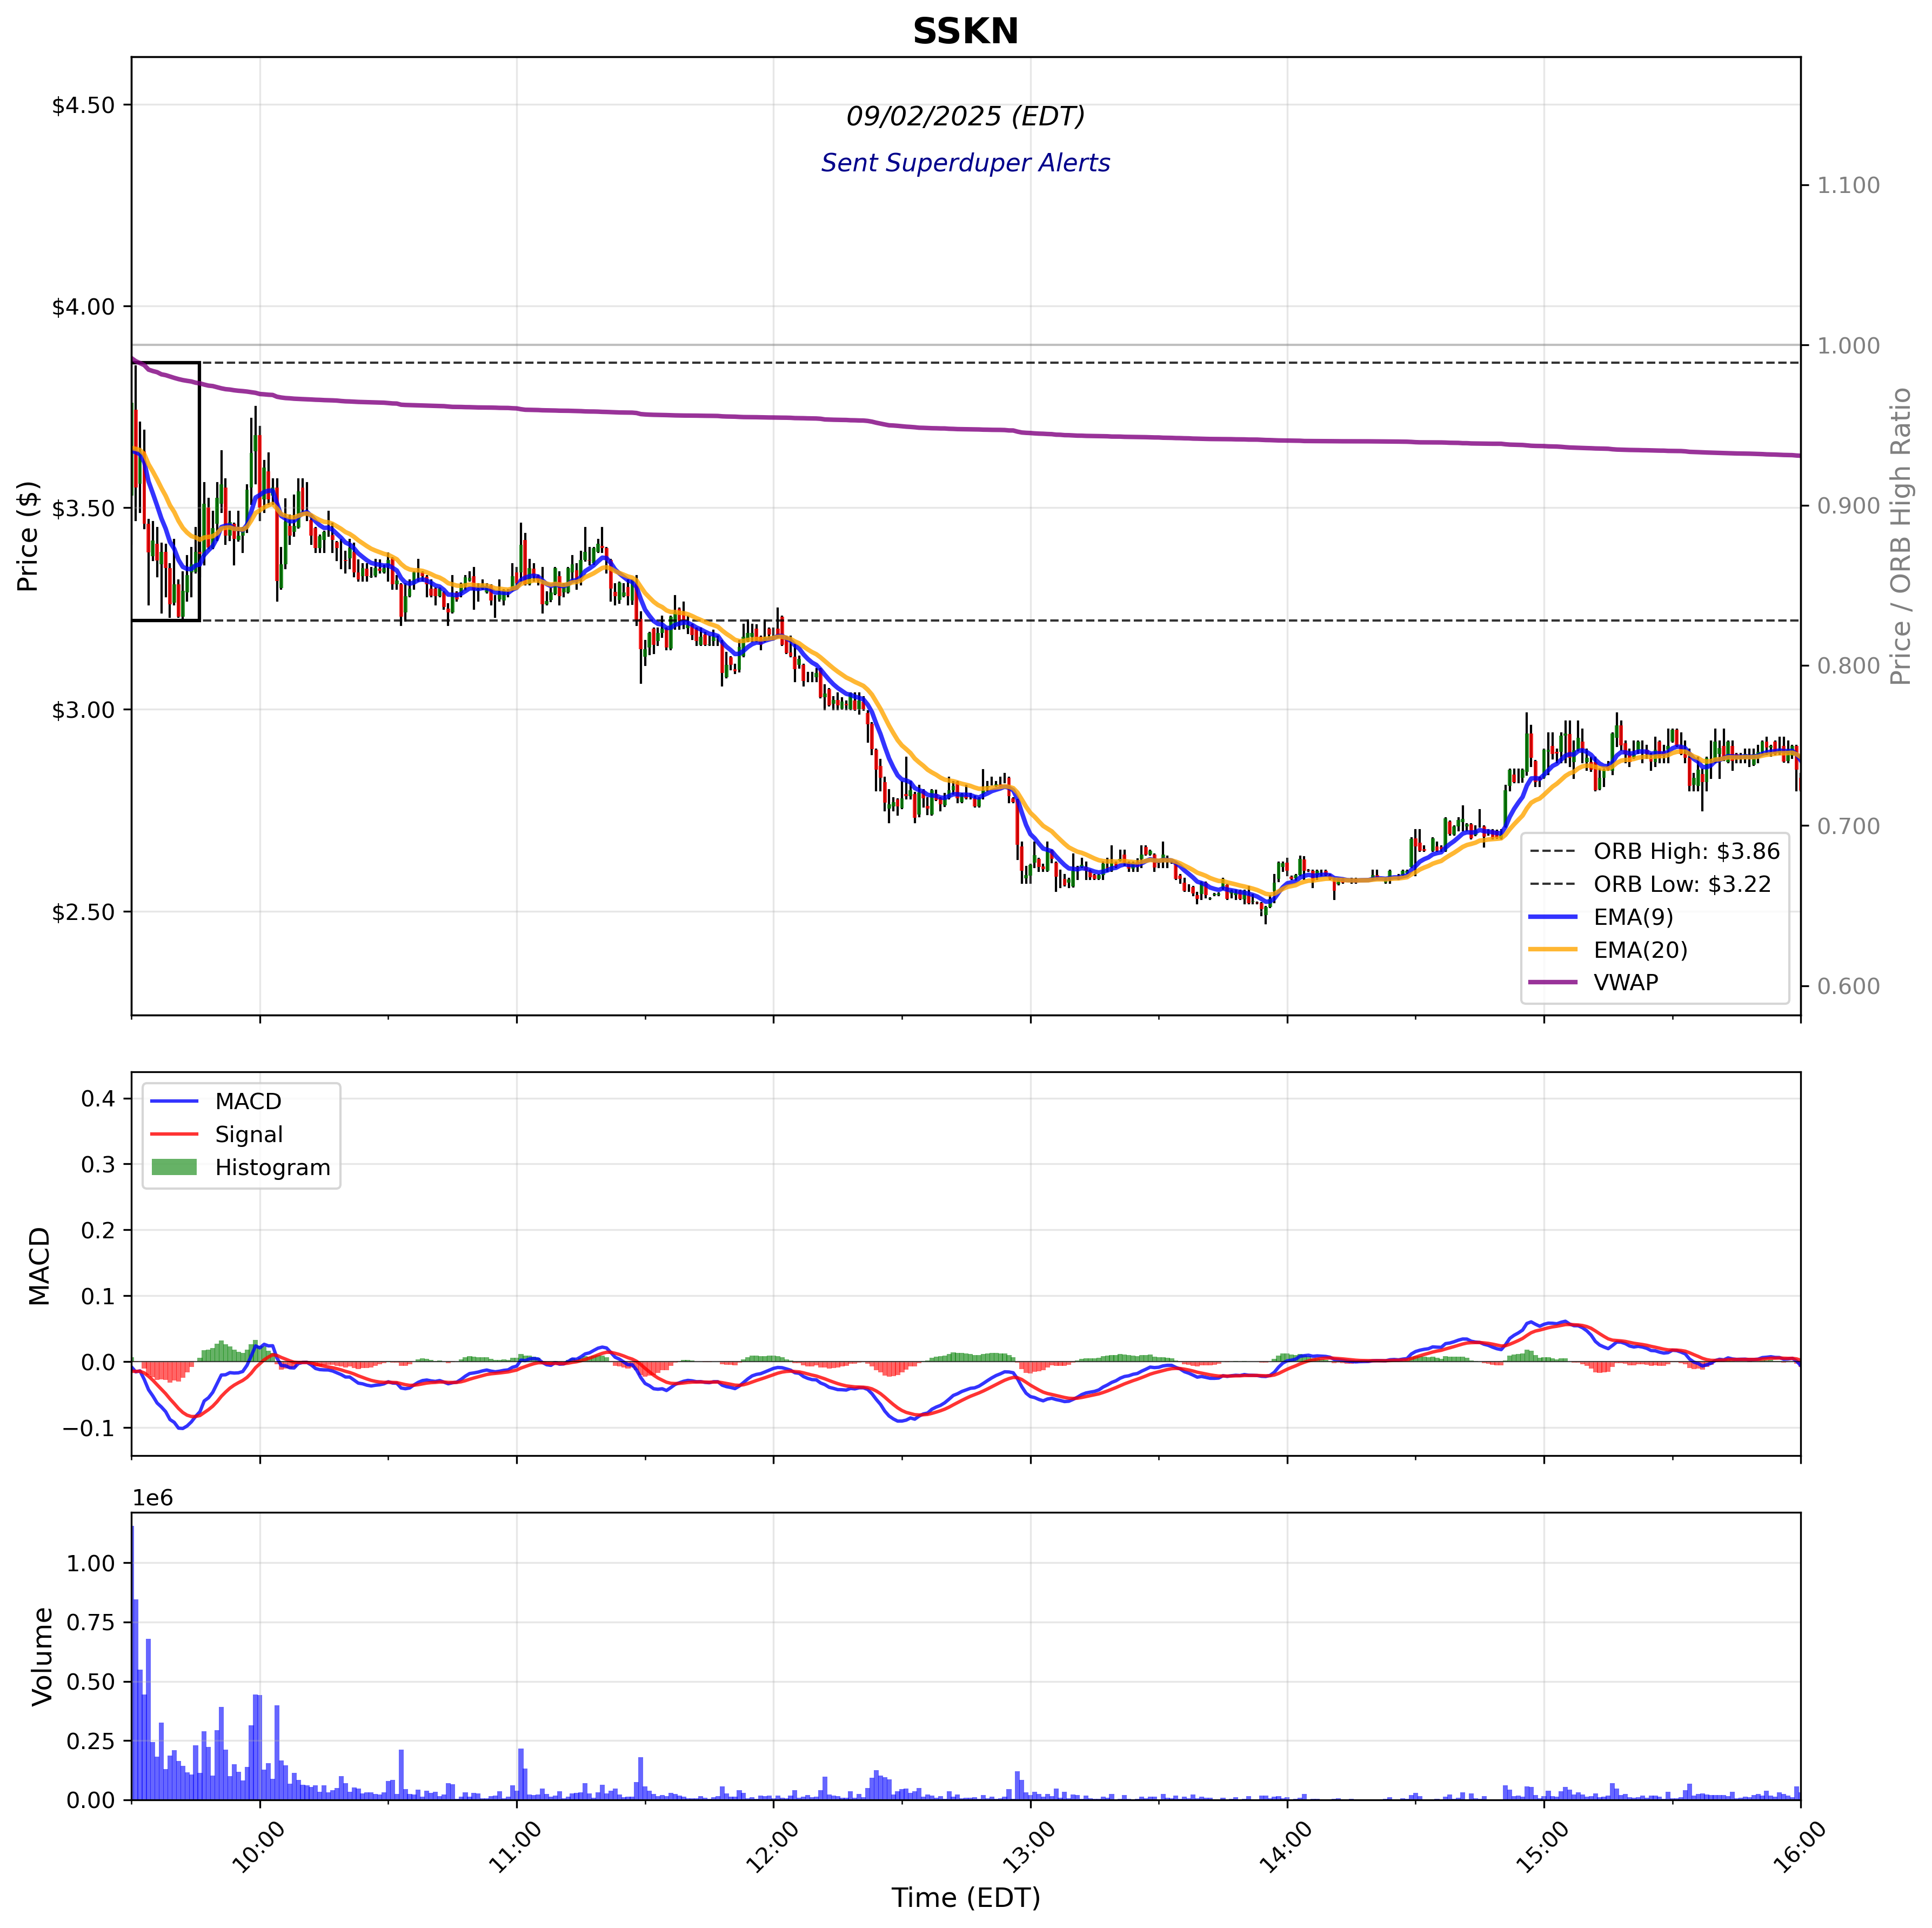 SSKN
09/02/2025 (EDT)
Sent Superduper Alerts
Price ($)
$4.50
$4.00
$3.50
$3.00
$2.50
1.100
1.000
0.900
0.800
0.700
0.600
Price / ORB High Ratio
ORB High: $3.86
ORB Low: $3.22
EMA(9)
EMA(20)
VWAP
MACD
0.4
0.3
0.2
0.1
0.0
−0.1
MACD
Signal
Histogram
1e6
Volume
1.00
0.75
0.50
0.25
0.00
10:00
11:00
12:00
13:00
14:00
15:00
16:00
Time (EDT)